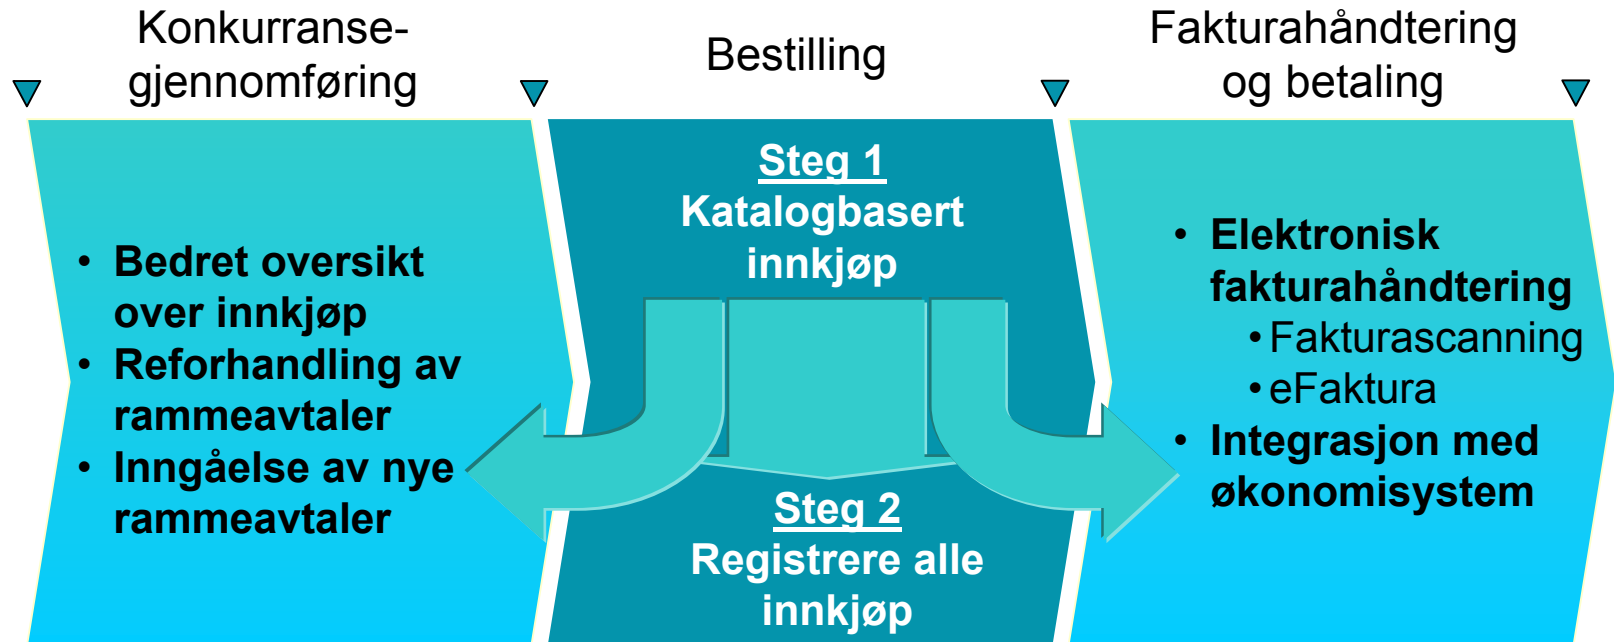 Konkurranse-
gjennomføring
Bestilling
Fakturahåndtering
og betaling
• Bedret oversikt
over innkjøp
• Reforhandling av
rammeavtaler
• Inngåelse av nye
rammeavtaler
Steg 1
Katalogbasert
innkjøp
Steg 2
Registrere alle
innkjøp
• Elektronisk
fakturahåndtering
• Fakturascanning
• eFaktura
• Integrasjon med
økonomisystem